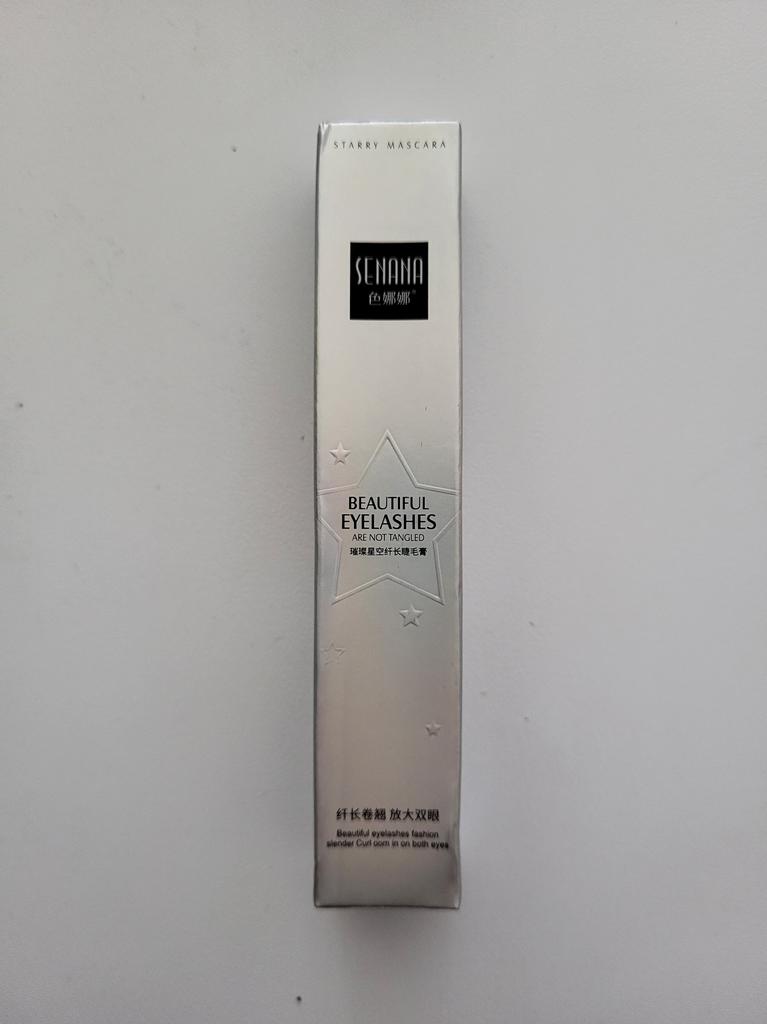 STARRY MASCARA
SENANA
色娜娜®
BEAUTIFUL
EYELASHES
ARE NOT TANGLED
璀璨星空纤长睫毛膏
纤长卷翘 放大双眼
Beautiful eyelashes fashion
slender Curl oom in on both eyes